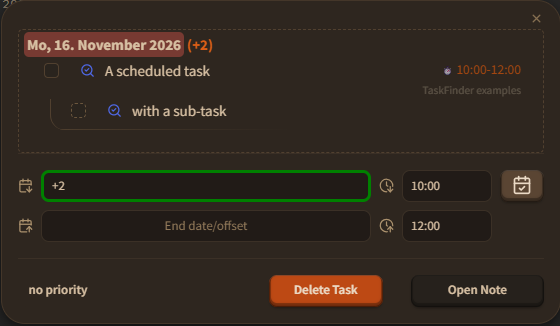 ×
Mo, 16. November 2026 (+2)
A scheduled task
10:00-12:00
TaskFinder examples
with a sub-task
+2
10:00
End date/offset
12:00
no priority
Delete Task
Open Note